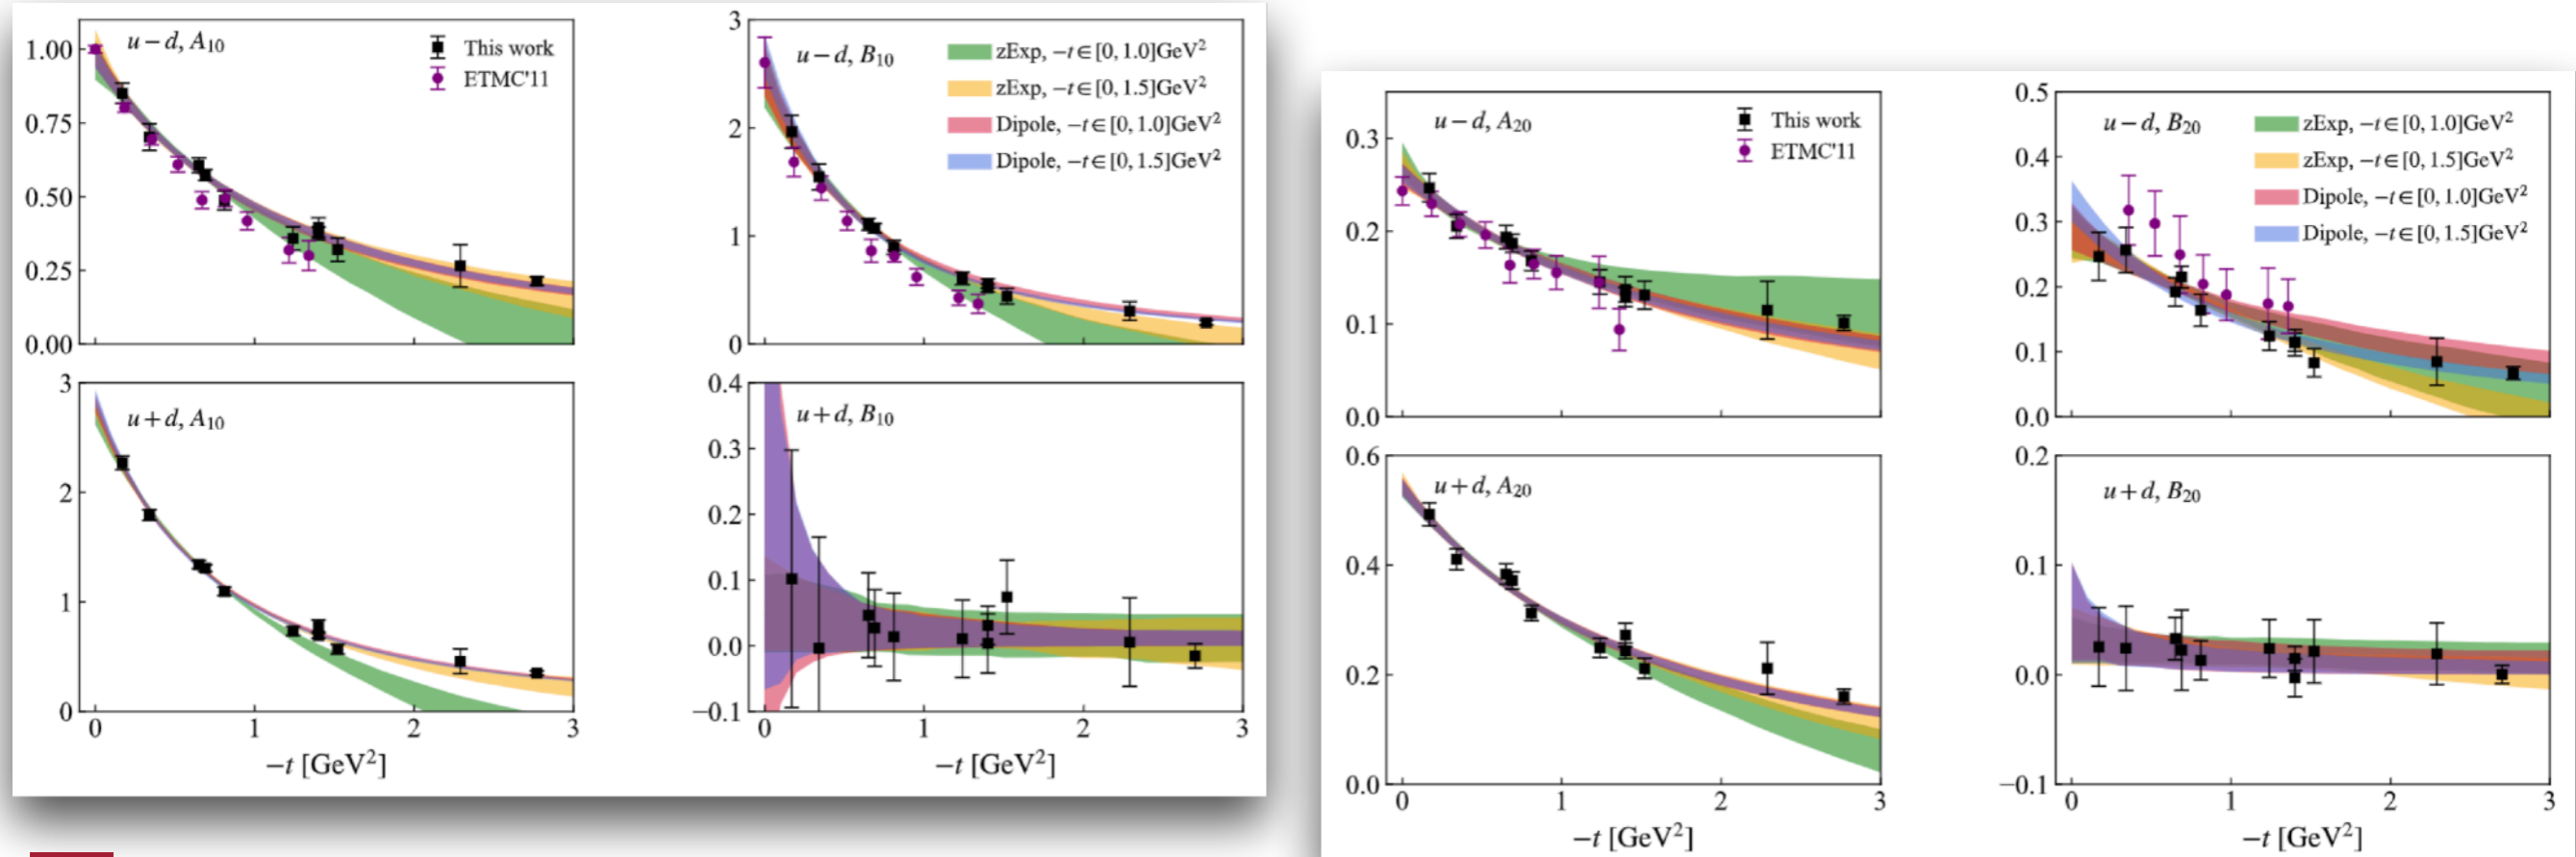 u − d, A₁₀
This work
ETMC'11
1.00
0.75
0.50
0.25
0.00
u − d, B₁₀
zExp, −t ∈ [0, 1.0]GeV²
zExp, −t ∈ [0, 1.5]GeV²
Dipole, −t ∈ [0, 1.0]GeV²
Dipole, −t ∈ [0, 1.5]GeV²
3
2
1
0
u + d, A₁₀
3
2
1
0
0 1 2 3
−t [GeV²]
u + d, B₁₀
0.4
0.3
0.2
0.1
0.0
−0.1
0 1 2 3
−t [GeV²]
u − d, A₂₀
This work
ETMC'11
0.3
0.2
0.1
0.0
u − d, B₂₀
zExp, −t ∈ [0, 1.0]GeV²
zExp, −t ∈ [0, 1.5]GeV²
Dipole, −t ∈ [0, 1.0]GeV²
Dipole, −t ∈ [0, 1.5]GeV²
0.5
0.4
0.3
0.2
0.1
0.0
u + d, A₂₀
0.6
0.4
0.2
0.0
0 1 2 3
−t [GeV²]
u + d, B₂₀
0.2
0.1
0.0
−0.1
0 1 2 3
−t [GeV²]